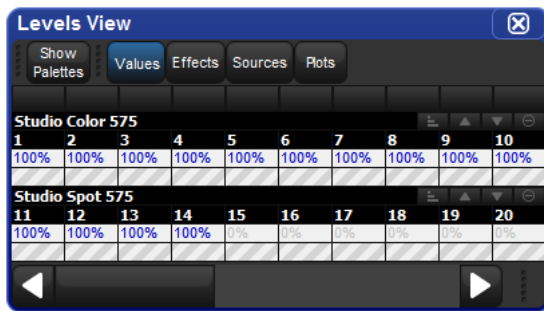 Levels View
Show Palettes Values Effects Sources Plots
Studio Color 575
1 2 3 4 5 6 7 8 9 10
100% 100% 100% 100% 100% 100% 100% 100% 100% 100%
Studio Spot 575
11 12 13 14 15 16 17 18 19 20
100% 100% 100% 100% 0% 0% 0% 0% 0% 0%